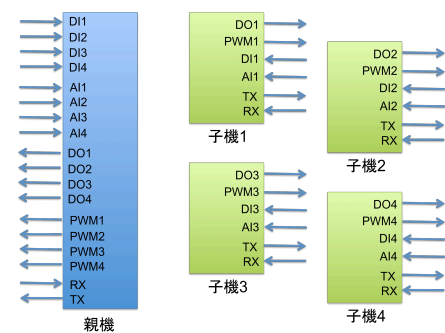 DI1
DI2
DI3
DI4
AI1
AI2
AI3
AI4
DO1
DO2
DO3
DO4
PWM1
PWM2
PWM3
PWM4
RX
TX
親機
DO1
PWM1
DI1
AI1
TX
RX
子機1
DO2
PWM2
DI2
AI2
TX
RX
子機2
DO3
PWM3
DI3
AI3
TX
RX
子機3
DO4
PWM4
DI4
AI4
TX
RX
子機4